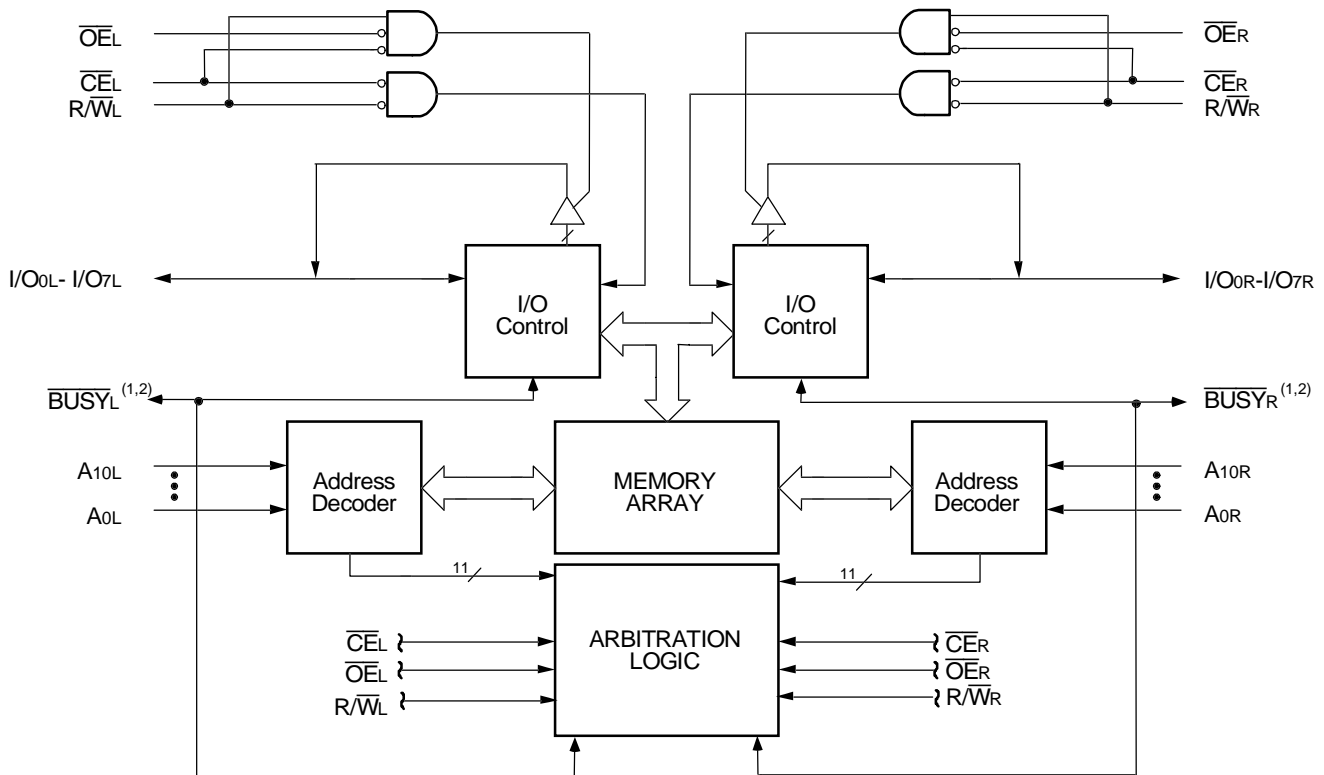 OEL
CEL
R/WL
OER
CER
R/WR
I/O0L- I/O7L
I/O
Control
I/O
Control
I/O0R-I/O7R
BUSYL (1,2)
BUSYR (1,2)
A10L
A0L
Address
Decoder
MEMORY
ARRAY
Address
Decoder
A10R
A0R
11
11
ARBITRATION
LOGIC
CEL
OEL
R/WL
CER
OER
R/WR